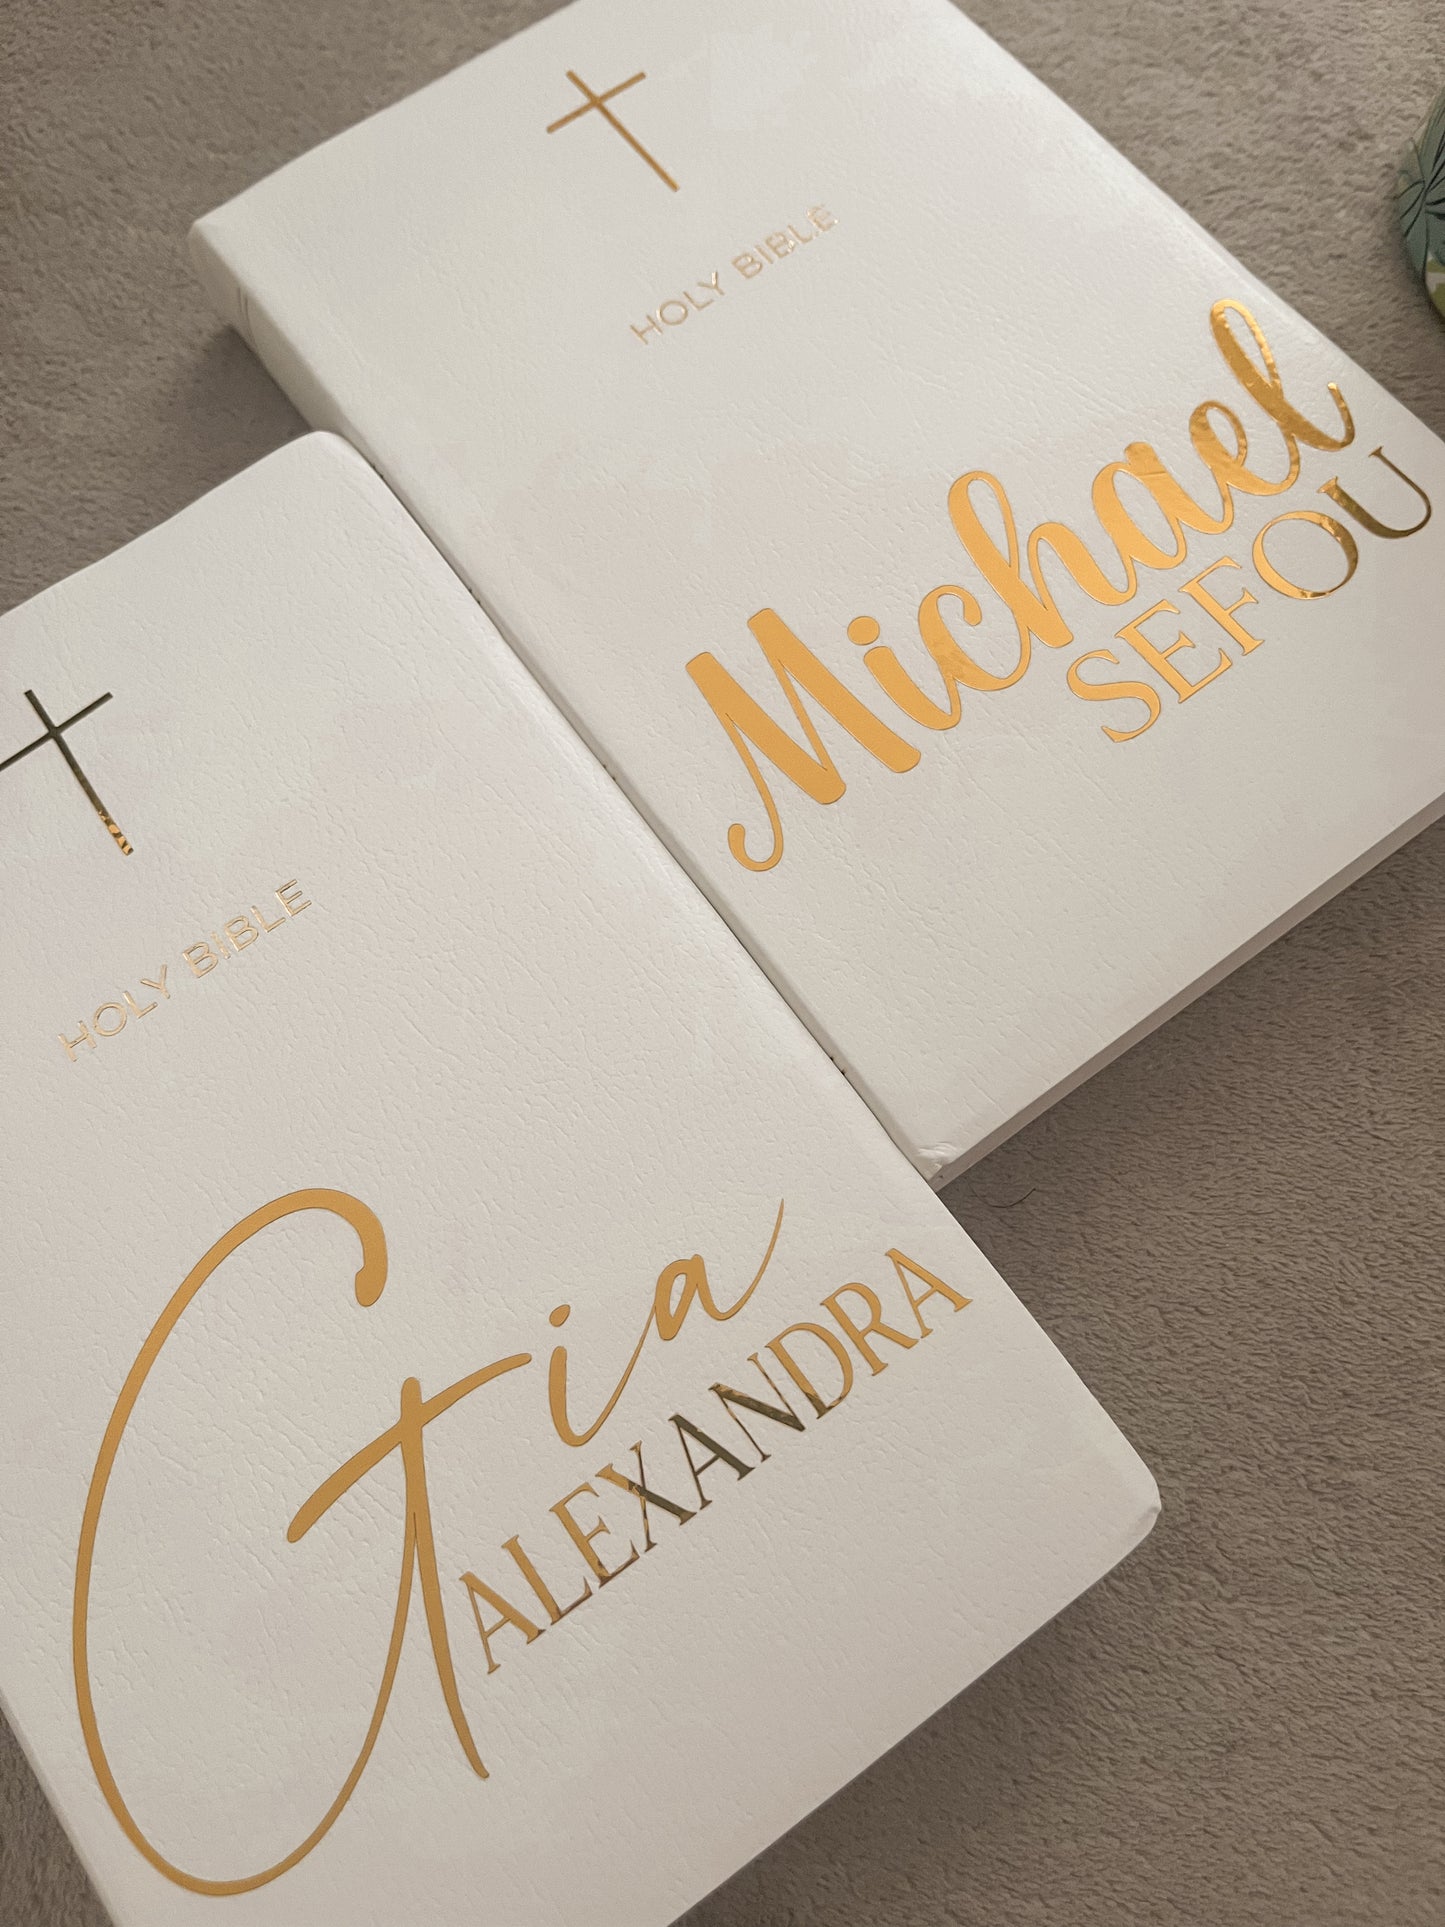 HOLY BIBLE
Michael
SEFOU
HOLY BIBLE
Gia
ALEXANDRA